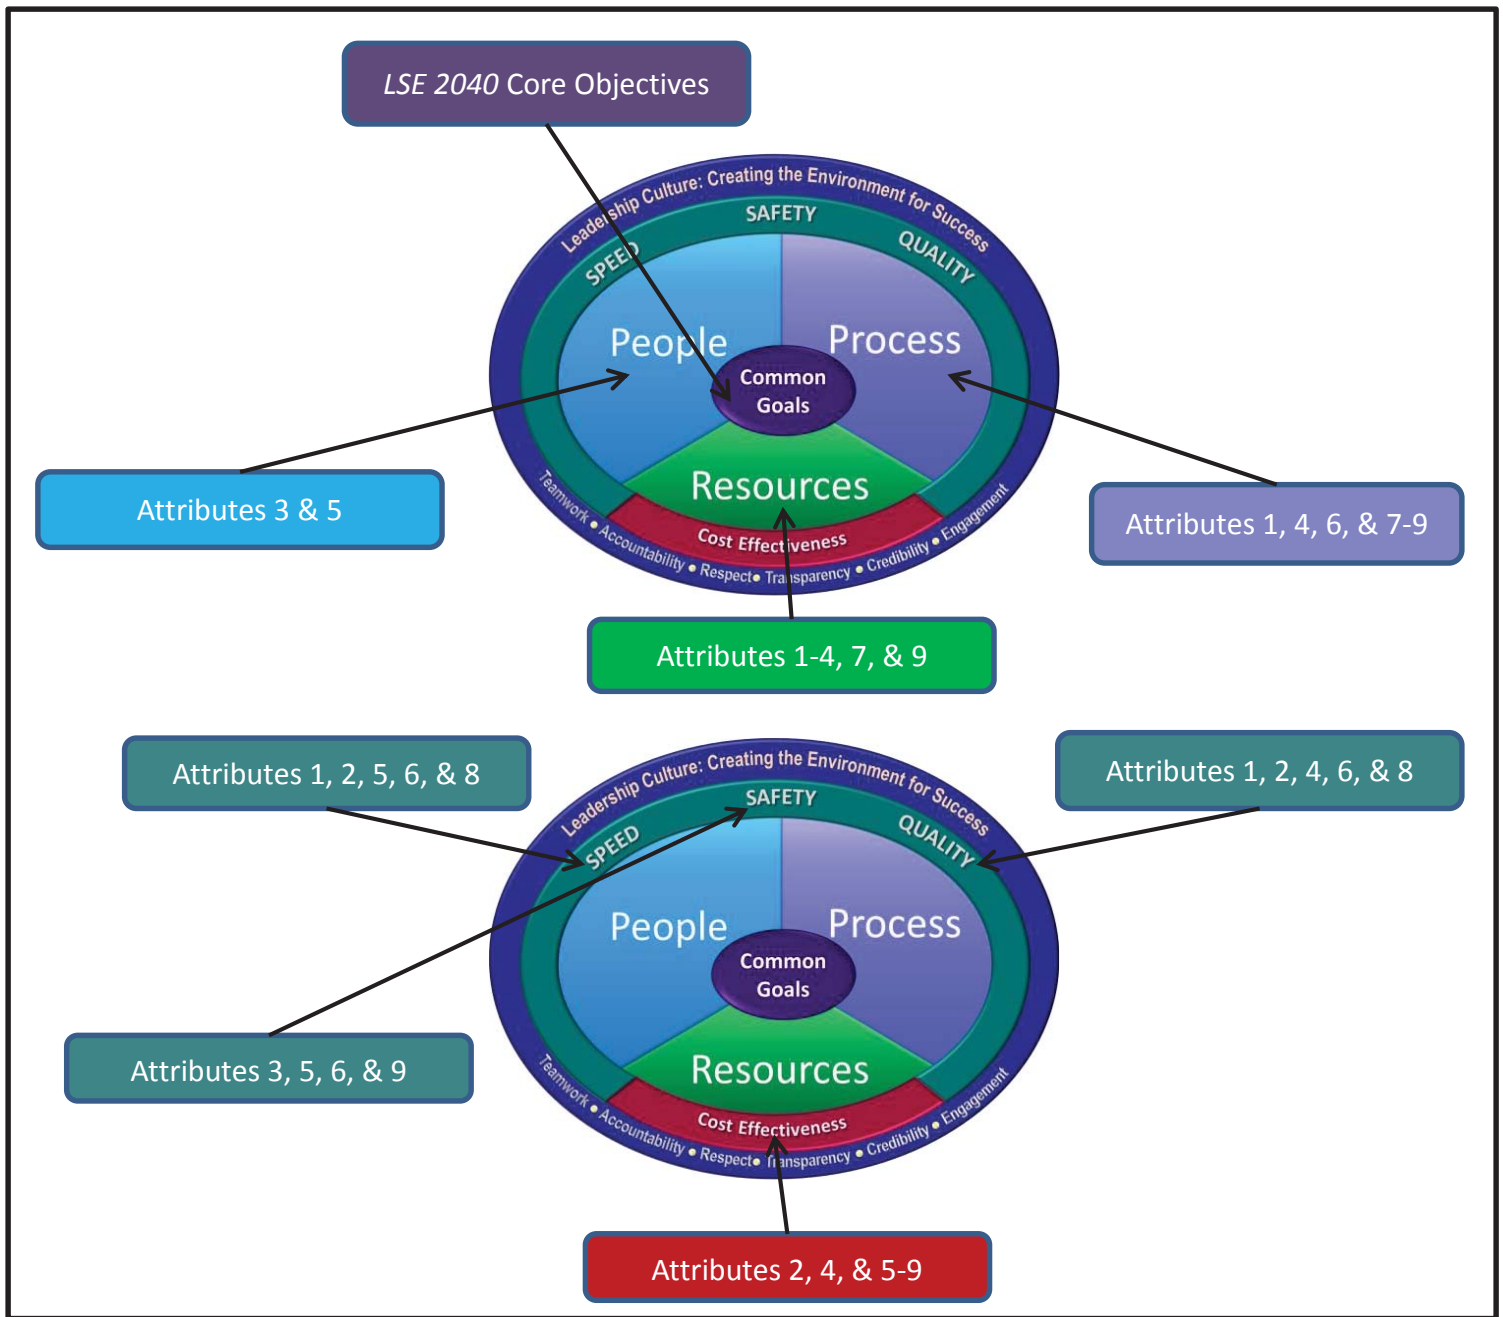 LSE 2040 Core Objectives
Leadership Culture: Creating the Environment for Success
SAFETY
SPEED
QUALITY
People
Process
Common
Goals
Resources
Cost Effectiveness
Teamwork • Accountability • Respect • Transparency • Credibility • Engagement
Attributes 3 & 5
Attributes 1, 4, 6, & 7-9
Attributes 1-4, 7, & 9
Attributes 1, 2, 5, 6, & 8
Attributes 1, 2, 4, 6, & 8
Leadership Culture: Creating the Environment for Success
SAFETY
SPEED
QUALITY
People
Process
Common
Goals
Resources
Cost Effectiveness
Teamwork • Accountability • Respect • Transparency • Credibility • Engagement
Attributes 3, 5, 6, & 9
Attributes 2, 4, & 5-9